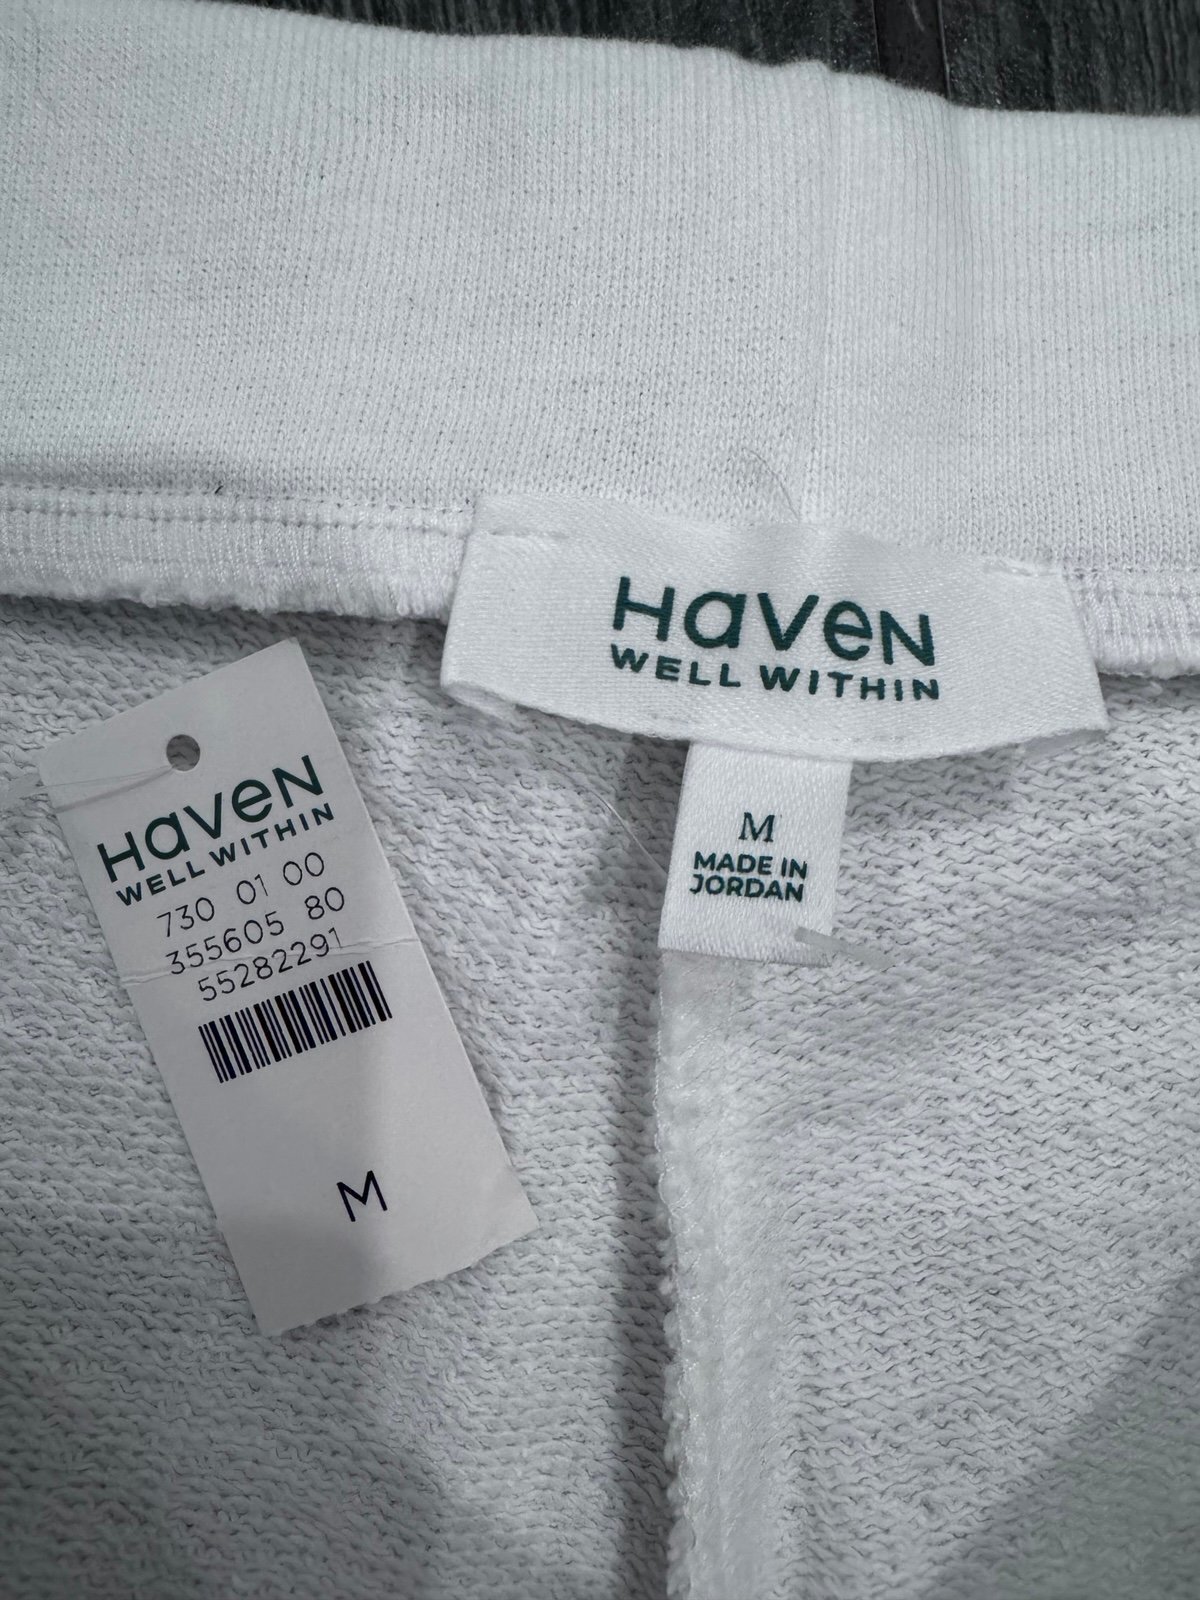 HaVeN
WELL WITHIN
M
MADE IN
JORDAN
HaVeN
WELL WITHIN
730 01 00
355605 80
55282291
M